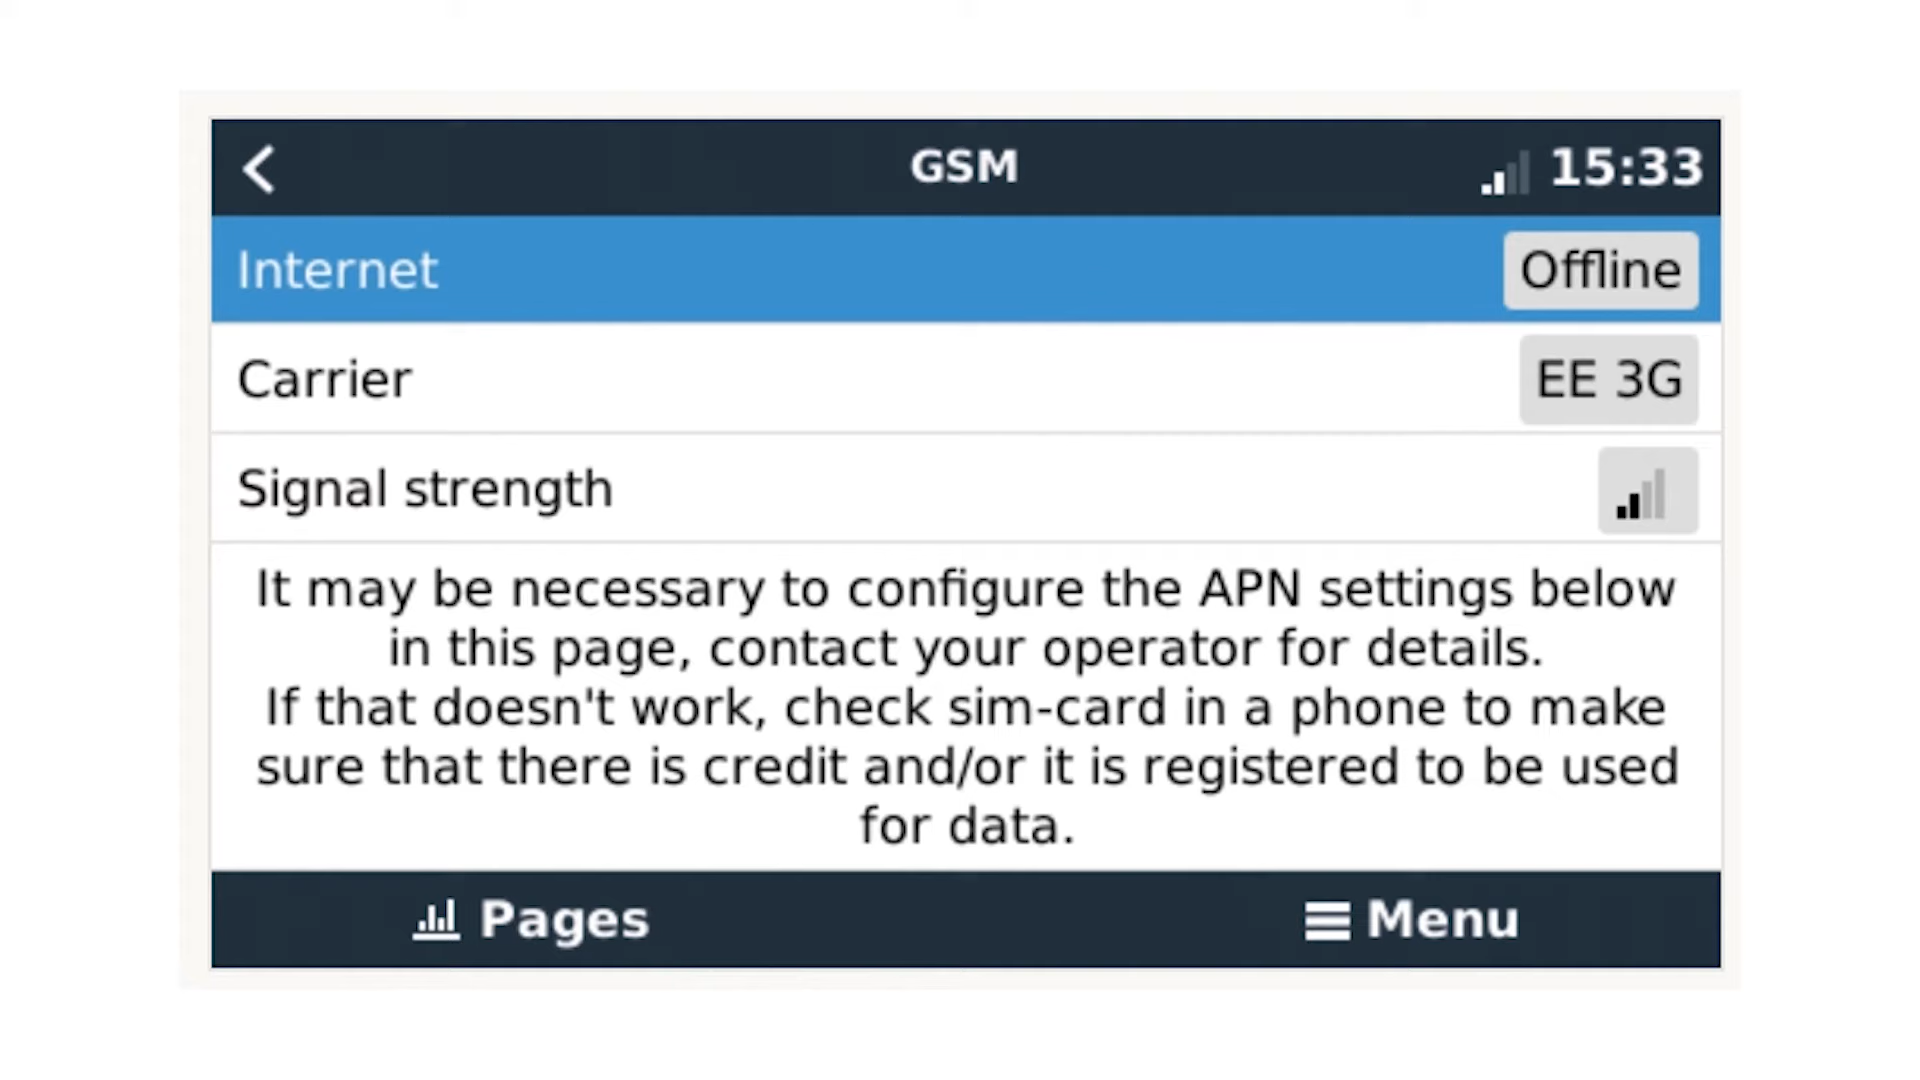 GSM 15:33
Internet Offline
Carrier EE 3G
Signal strength
It may be necessary to configure the APN settings below
in this page, contact your operator for details.
If that doesn't work, check sim-card in a phone to make
sure that there is credit and/or it is registered to be used
for data.
Pages Menu